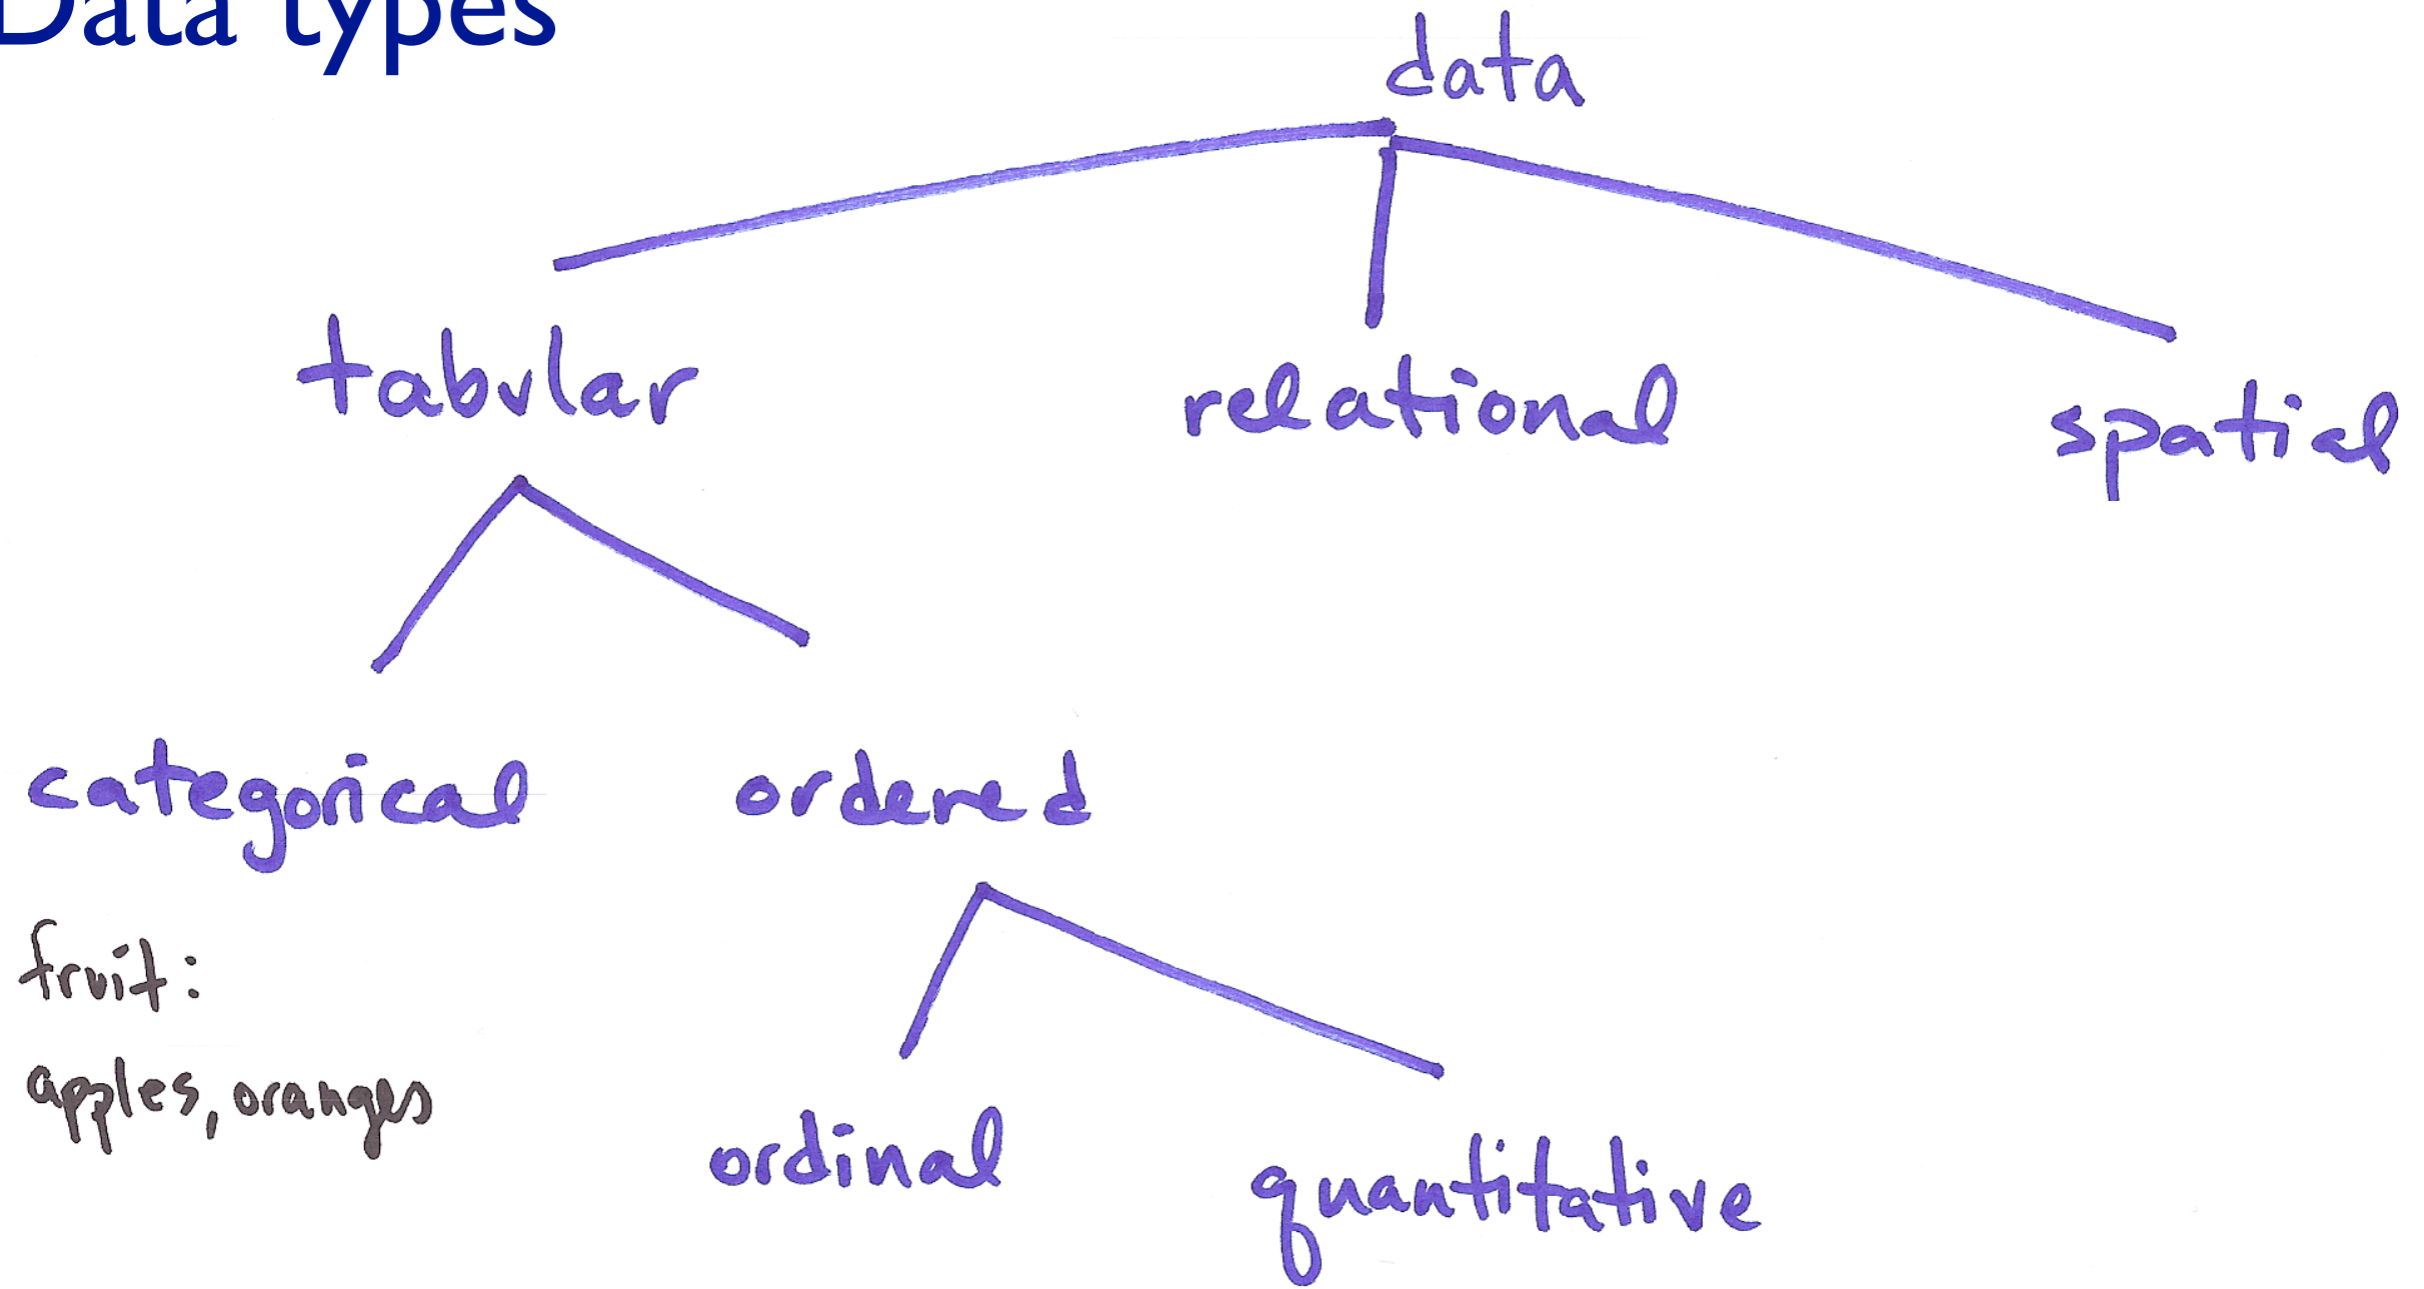 Data types
data
tabular
relational
spatial
categorical
ordered
fruit:
apples, oranges
ordinal
quantitative